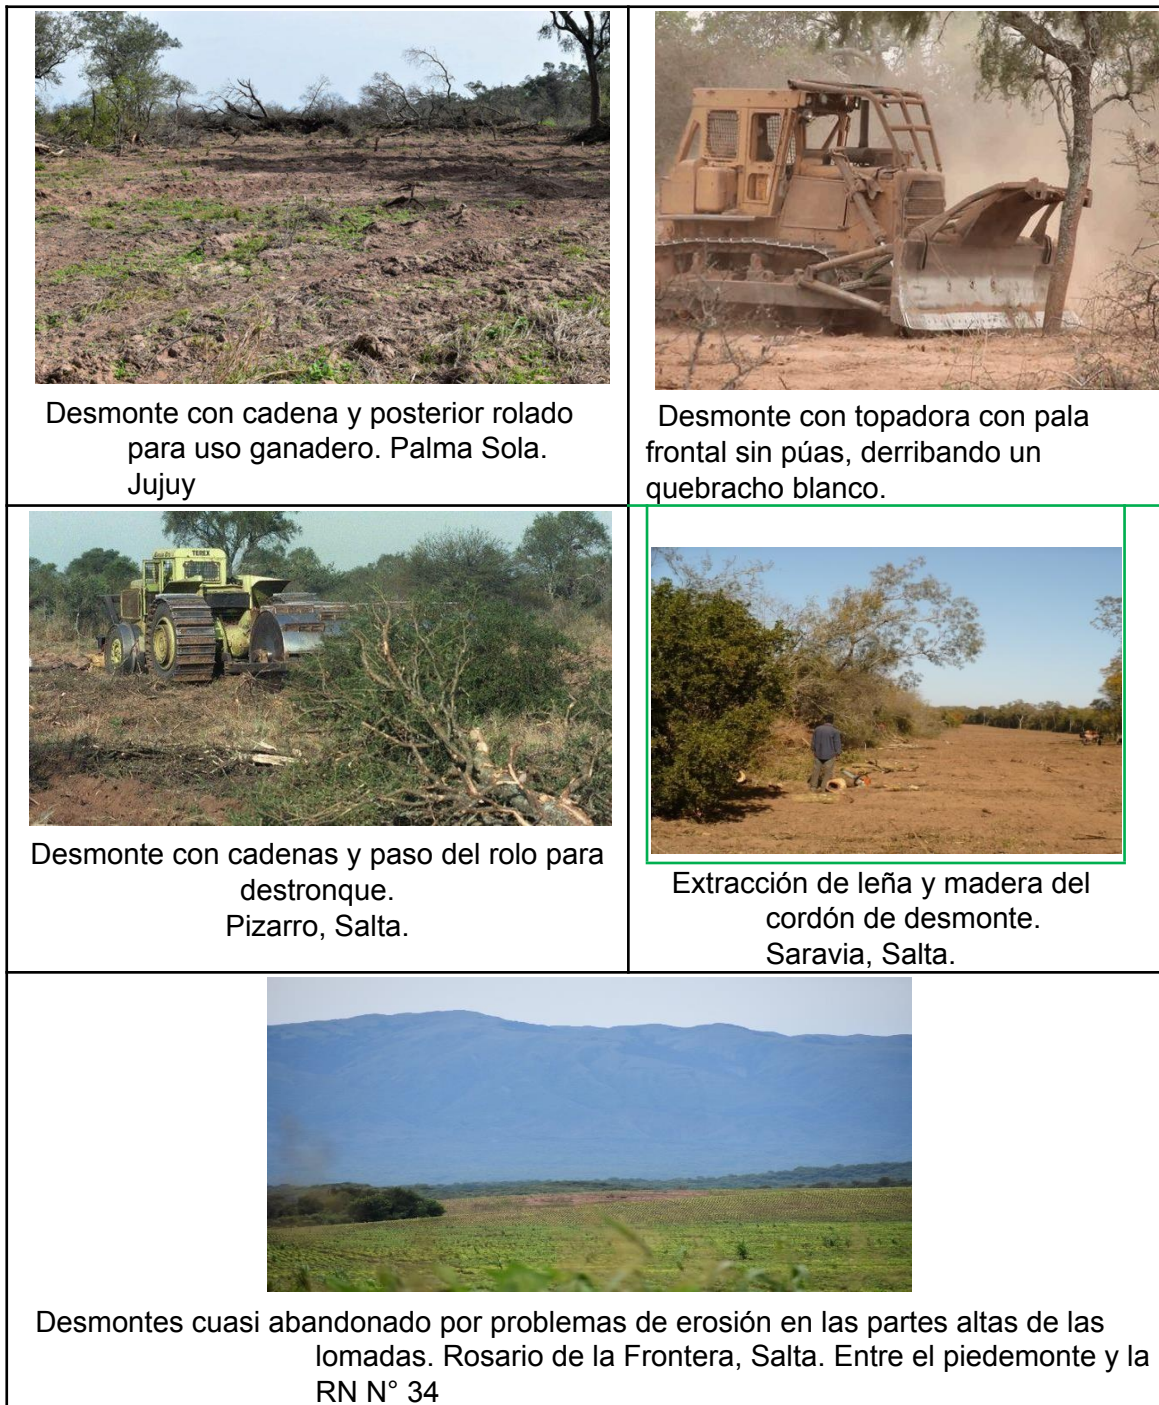 Desmonte con cadena y posterior rolado
para uso ganadero. Palma Sola.
Jujuy
Desmonte con topadora con pala
frontal sin púas, derribando un
quebracho blanco.
TEREX
Desmonte con cadenas y paso del rolo para
destronque.
Pizarro, Salta.
Extracción de leña y madera del
cordón de desmonte.
Saravia, Salta.
Desmontes cuasi abandonado por problemas de erosión en las partes altas de las
lomadas. Rosario de la Frontera, Salta. Entre el piedemonte y la
RN N° 34